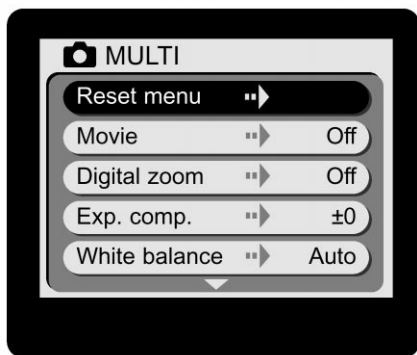 MULTI
Reset menu
Movie Off
Digital zoom Off
Exp. comp. ±0
White balance Auto